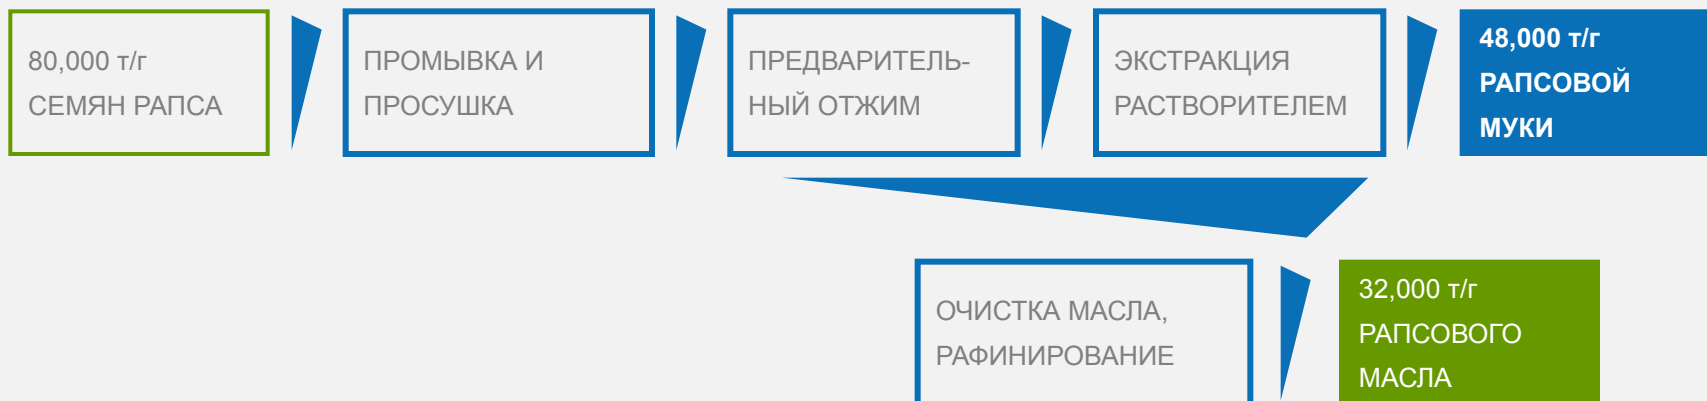 80,000 т/г
СЕМЯН РАПСА
ПРОМЫВКА И
ПРОСУШКА
ПРЕДВАРИТЕЛЬ-
НЫЙ ОТЖИМ
ЭКСТРАКЦИЯ
РАСТВОРИТЕЛЕМ
48,000 т/г
РАПСОВОЙ
МУКИ
ОЧИСТКА МАСЛА,
РАФИНИРОВАНИЕ
32,000 т/г
РАПСОВОГО
МАСЛА